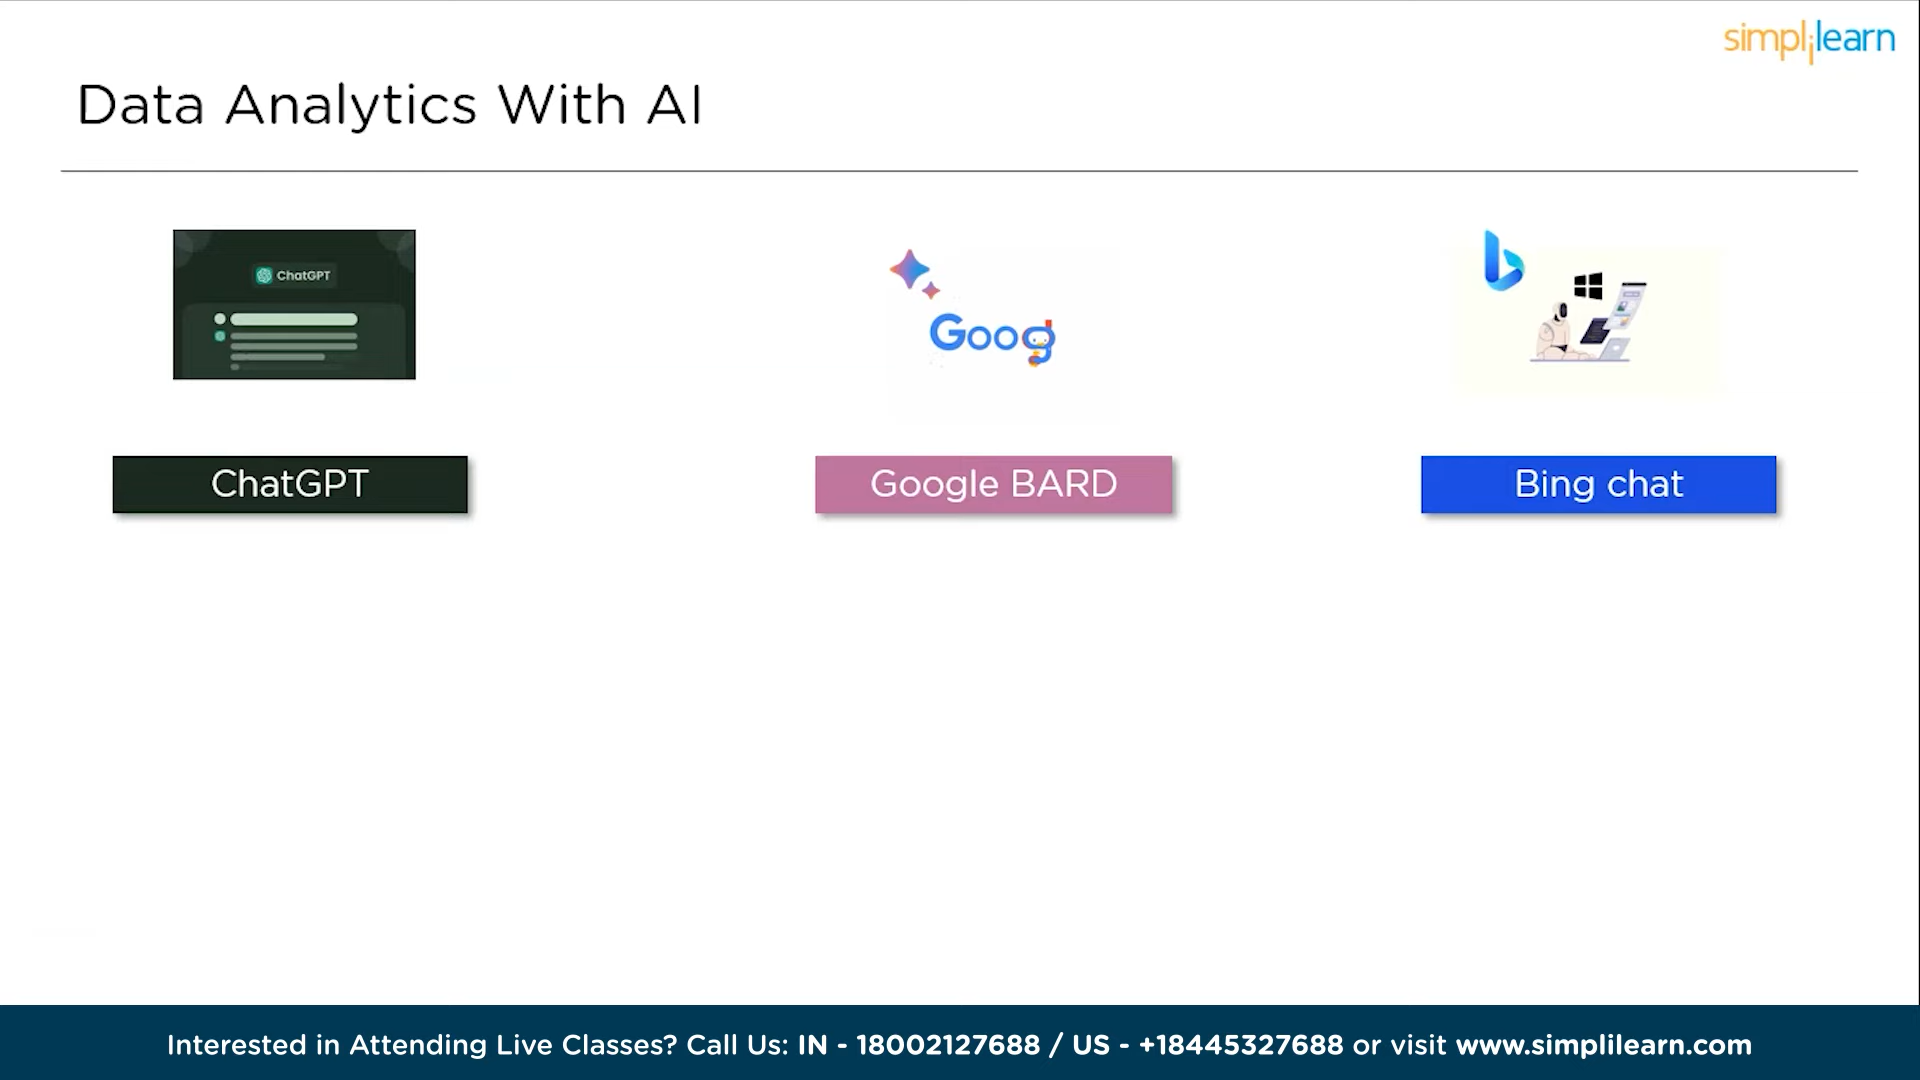 simplilearn
Data Analytics With AI
ChatGPT
Goog
ChatGPT
Google BARD
Bing chat
Interested in Attending Live Classes? Call Us: IN - 18002127688 / US - +18445327688 or visit www.simplilearn.com